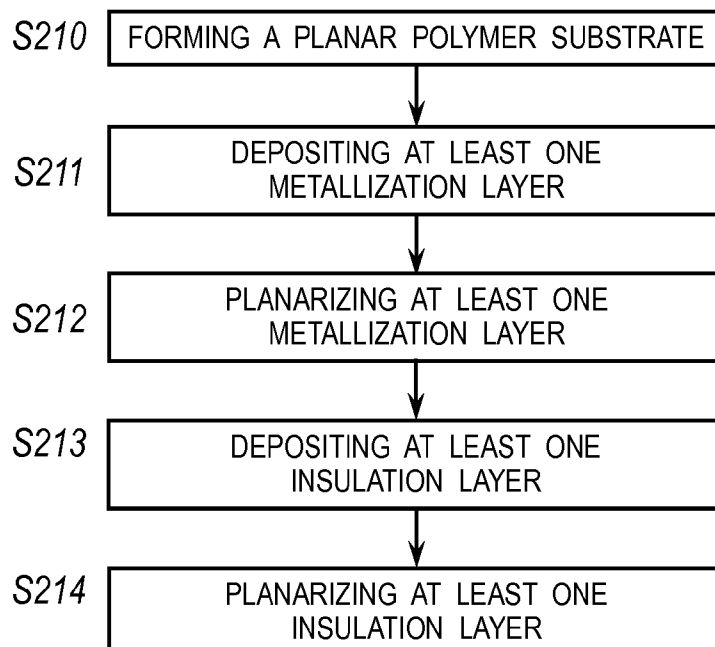 S210 FORMING A PLANAR POLYMER SUBSTRATE
S211 DEPOSITING AT LEAST ONE
METALLIZATION LAYER
S212 PLANARIZING AT LEAST ONE
METALLIZATION LAYER
S213 DEPOSITING AT LEAST ONE
INSULATION LAYER
S214 PLANARIZING AT LEAST ONE
INSULATION LAYER